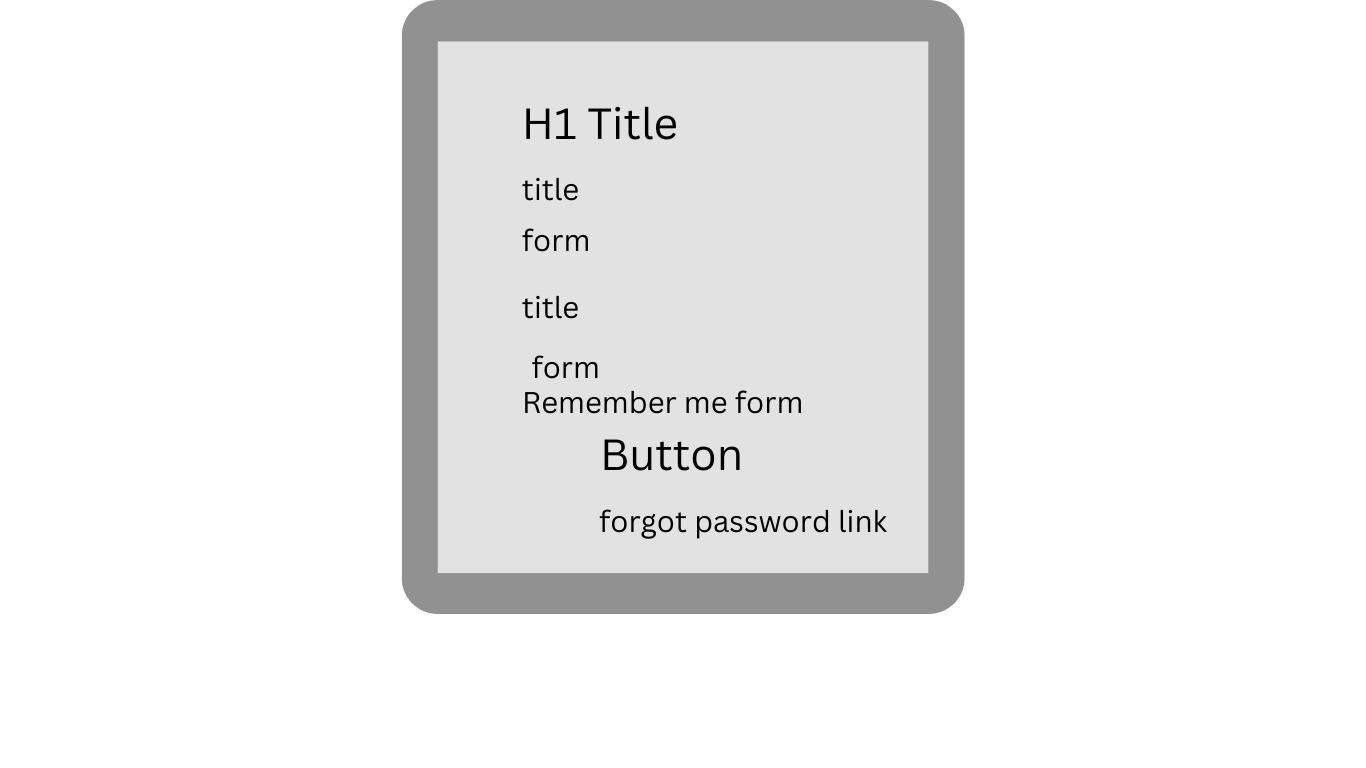 H1 Title
title
form
title
form
Remember me form
Button
forgot password link